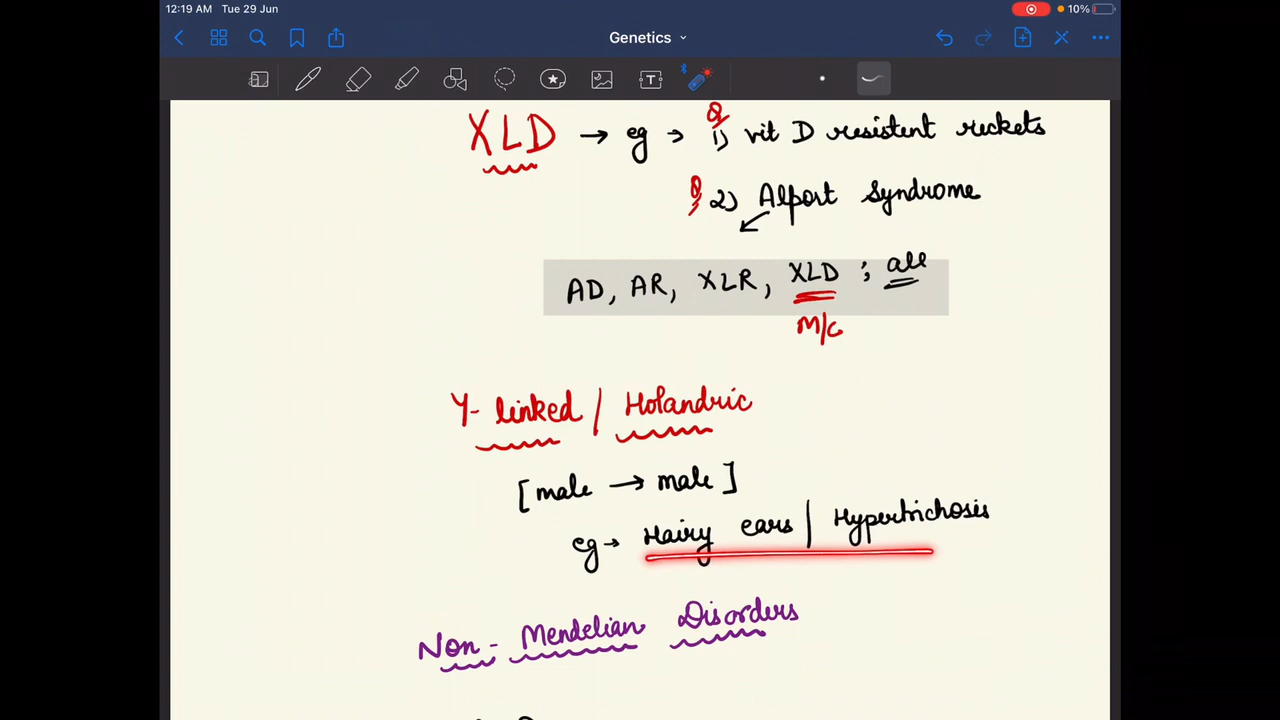 12:19 AM Tue 29 Jun
10%
Genetics
XLD → eg → 1) vit D resistent reckets
Q
Q, 2) Alport Syndrome
AD, AR, XLR, XLD ; all
M/C
Y-linked / Holandric
[male → male]
eg → Hairy ears / Hypertrichosis
Non-Mendelian Disorders